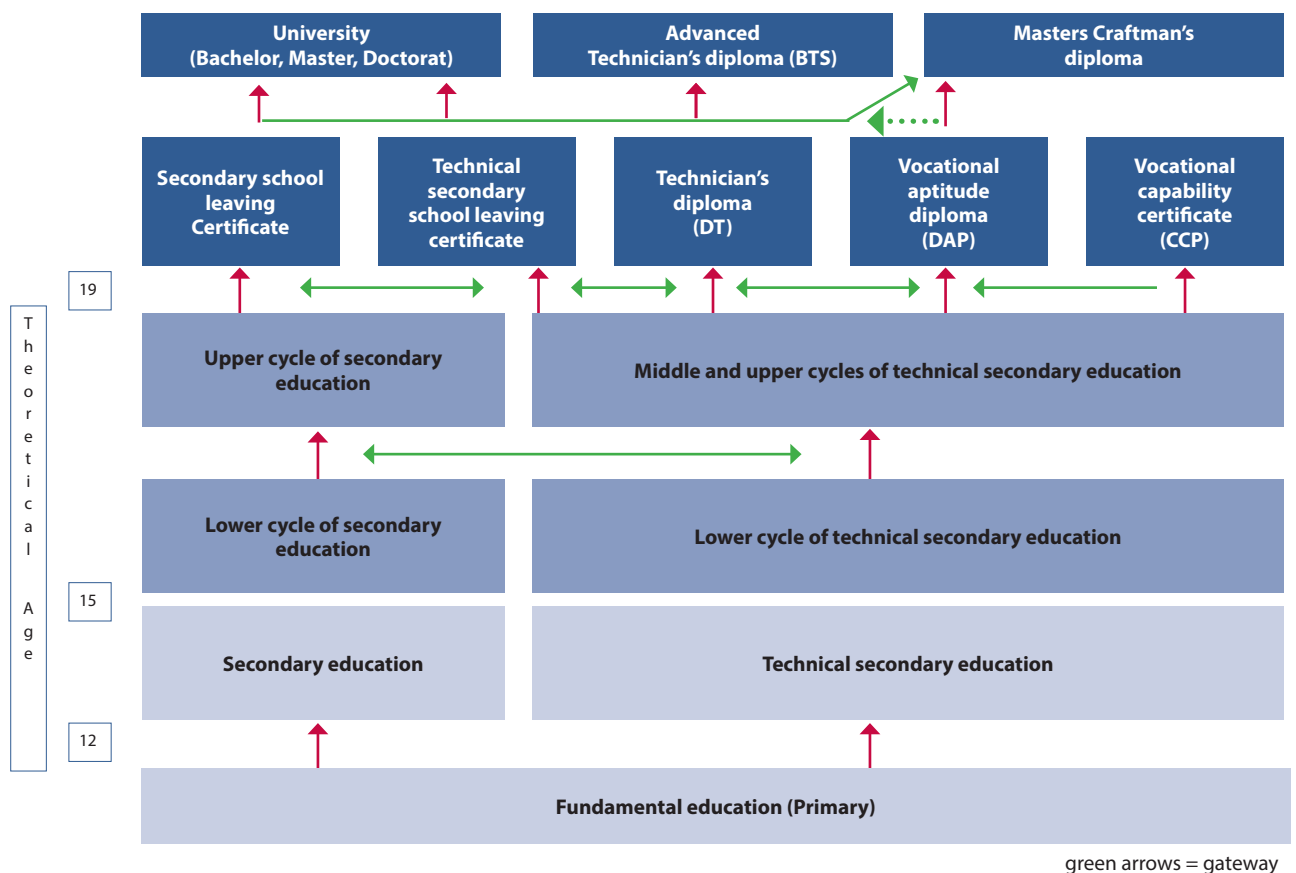 University
(Bachelor, Master, Doctorat)
Advanced
Technician's diploma (BTS)
Masters Craftman's
diploma
Secondary school
leaving
Certificate
Technical
secondary
school leaving
certificate
Technician's
diploma
(DT)
Vocational
aptitude
diploma
(DAP)
Vocational
capability
certificate
(CCP)
19
Theoretical Age
Upper cycle of secondary
education
Middle and upper cycles of technical secondary education
Lower cycle of secondary
education
Lower cycle of technical secondary education
15
Secondary education
Technical secondary education
12
Fundamental education (Primary)
green arrows = gateway